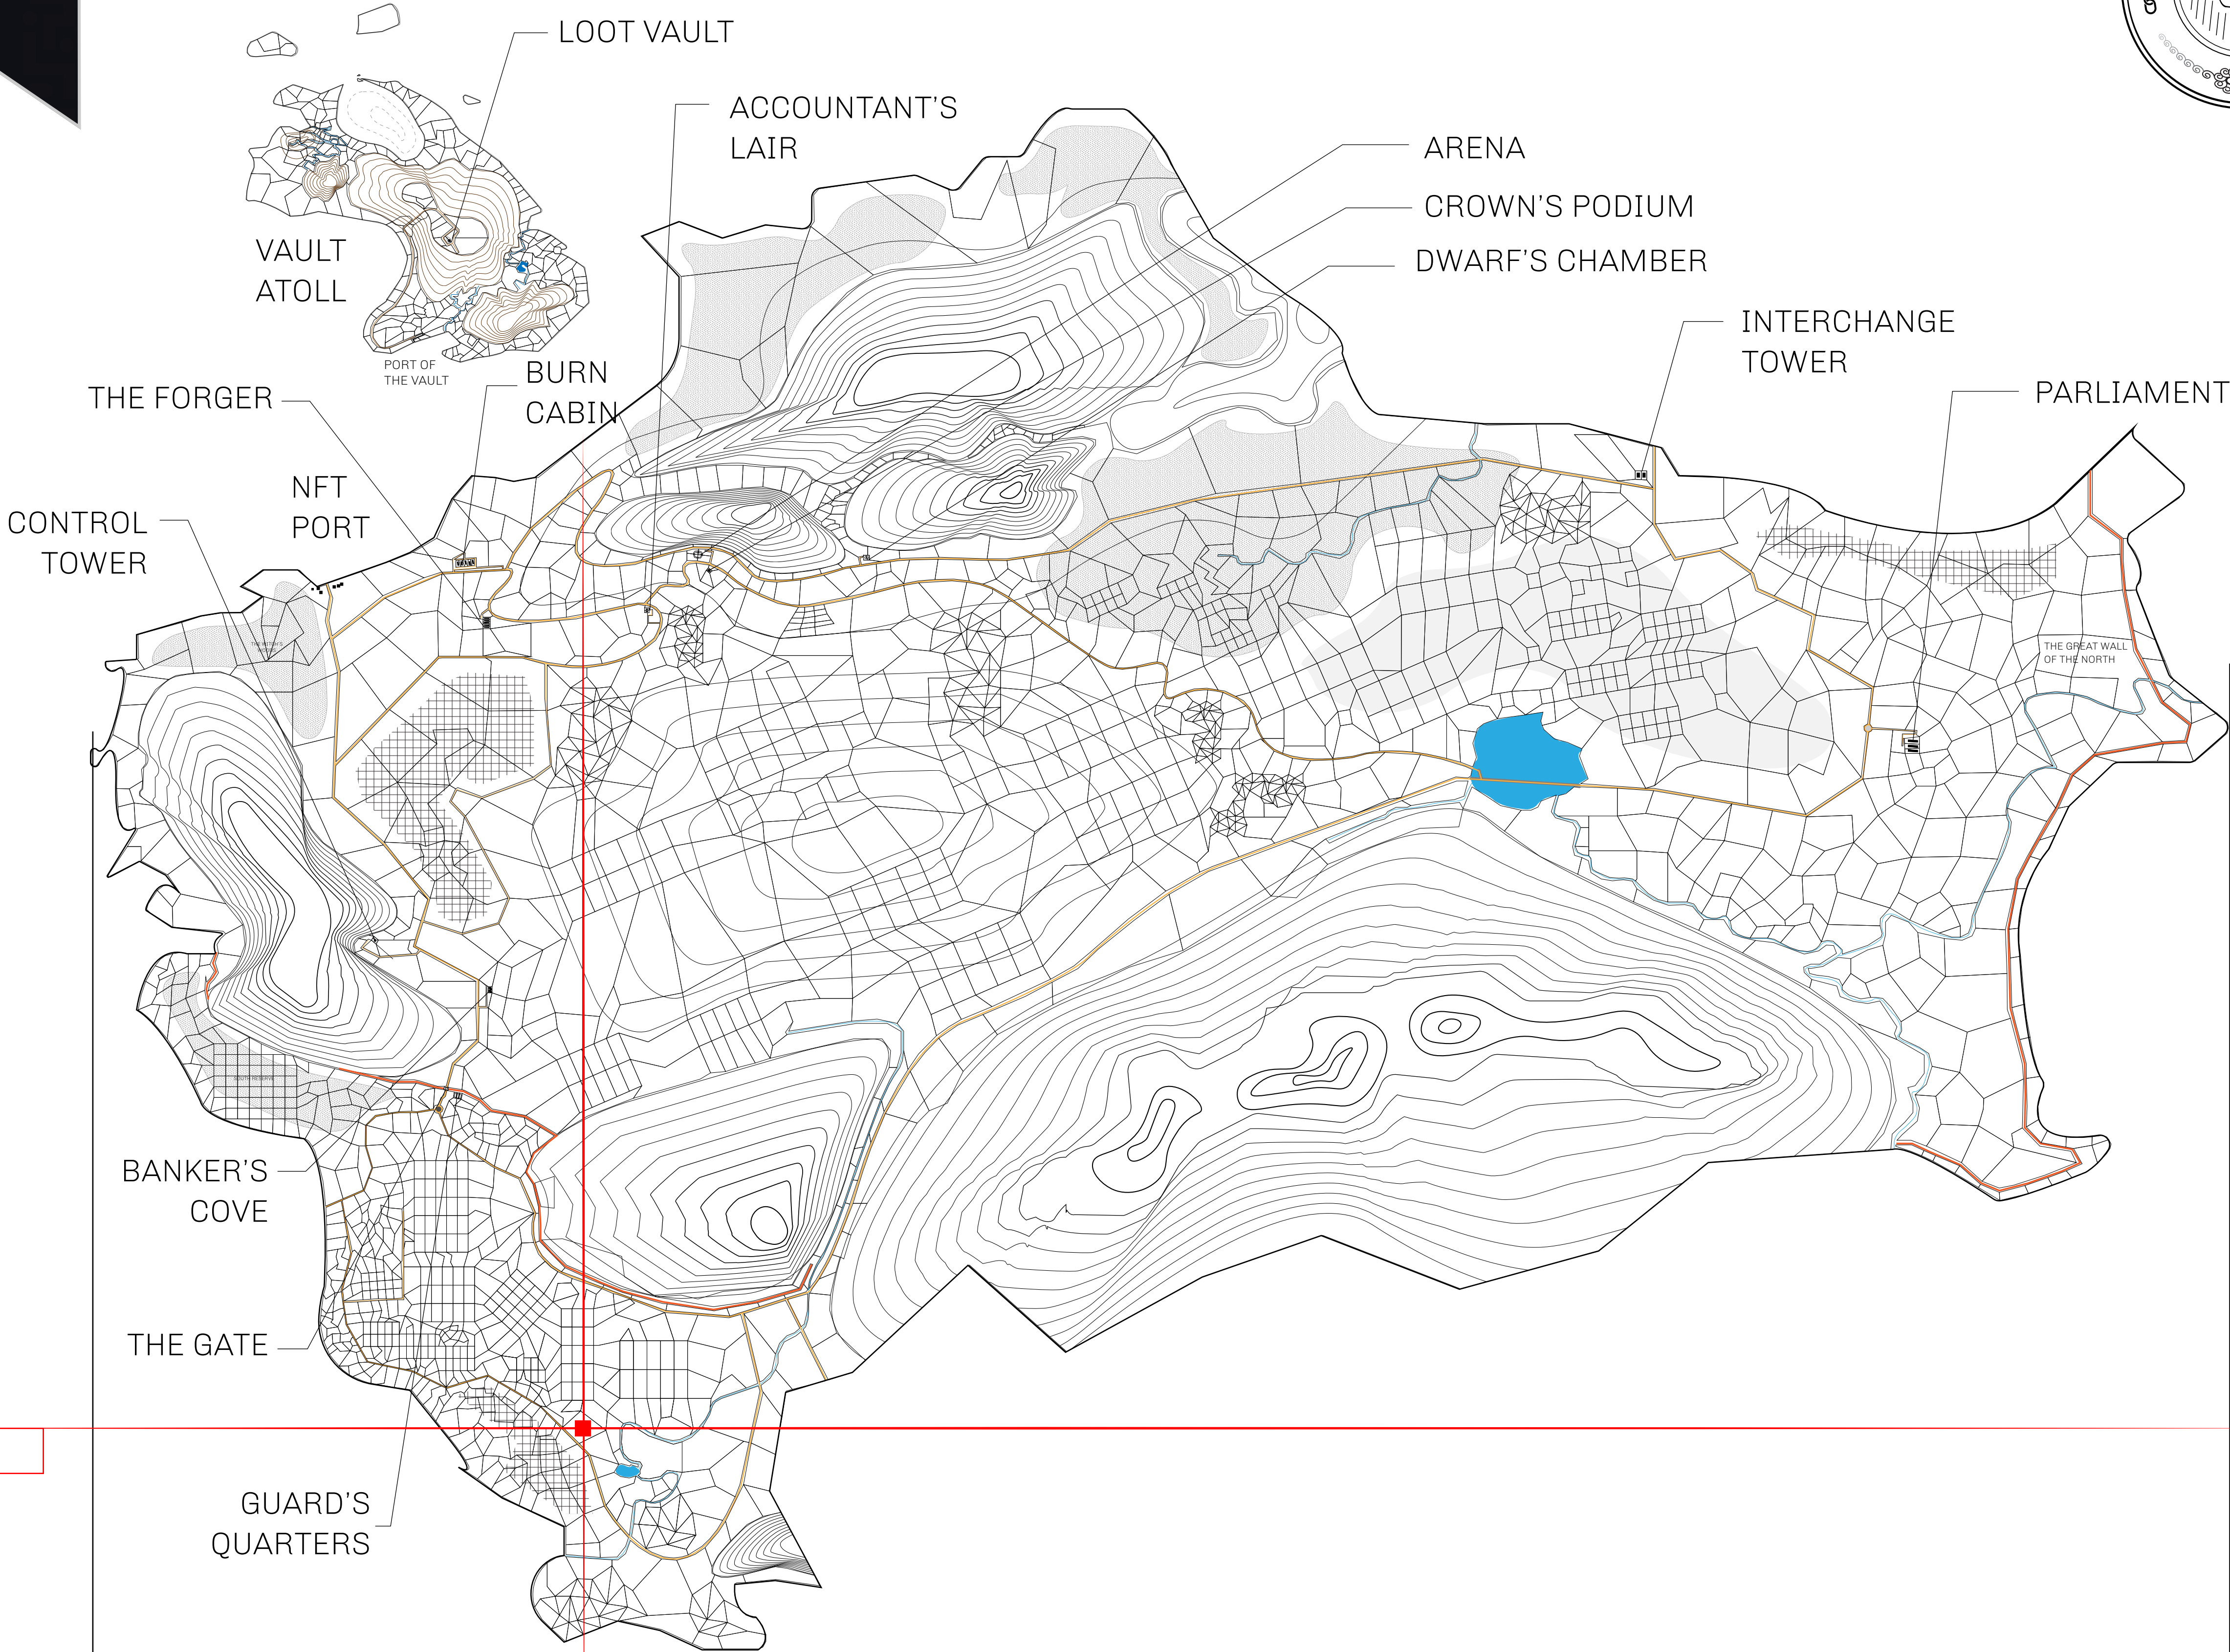 LOOT VAULT
ACCOUNTANT'S
LAIR
ARENA
CROWN'S PODIUM
DWARF'S CHAMBER
VAULT
ATOLL
INTERCHANGE
TOWER
PORT OF
THE VAULT
BURN
CABIN
THE FORGER
PARLIAMENT
NFT
PORT
CONTROL
TOWER
THE GREAT WALL
OF THE NORTH
SOUTH RESERVE
BANKER'S
COVE
THE GATE
GUARD'S
QUARTERS